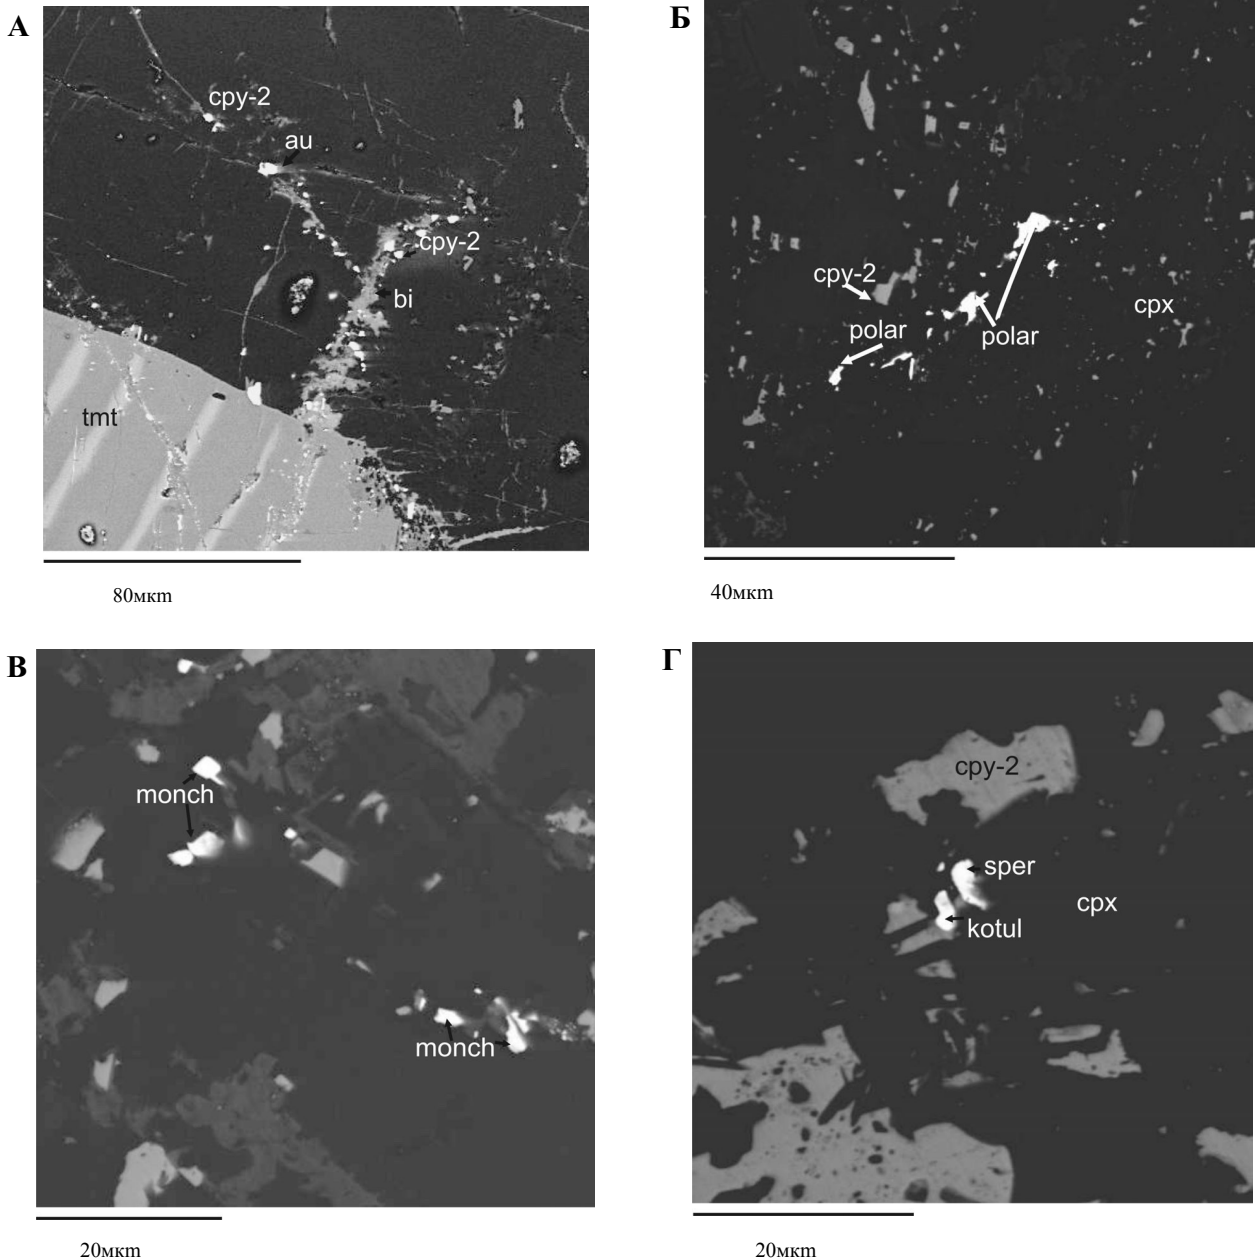 А
cpy-2
au
cpy-2
bi
tmt
80мкm
Б
cpy-2
polar
polar
cpx
40мкm
В
monch
monch
20мкm
Г
cpy-2
sper
cpx
kotul
20мкm